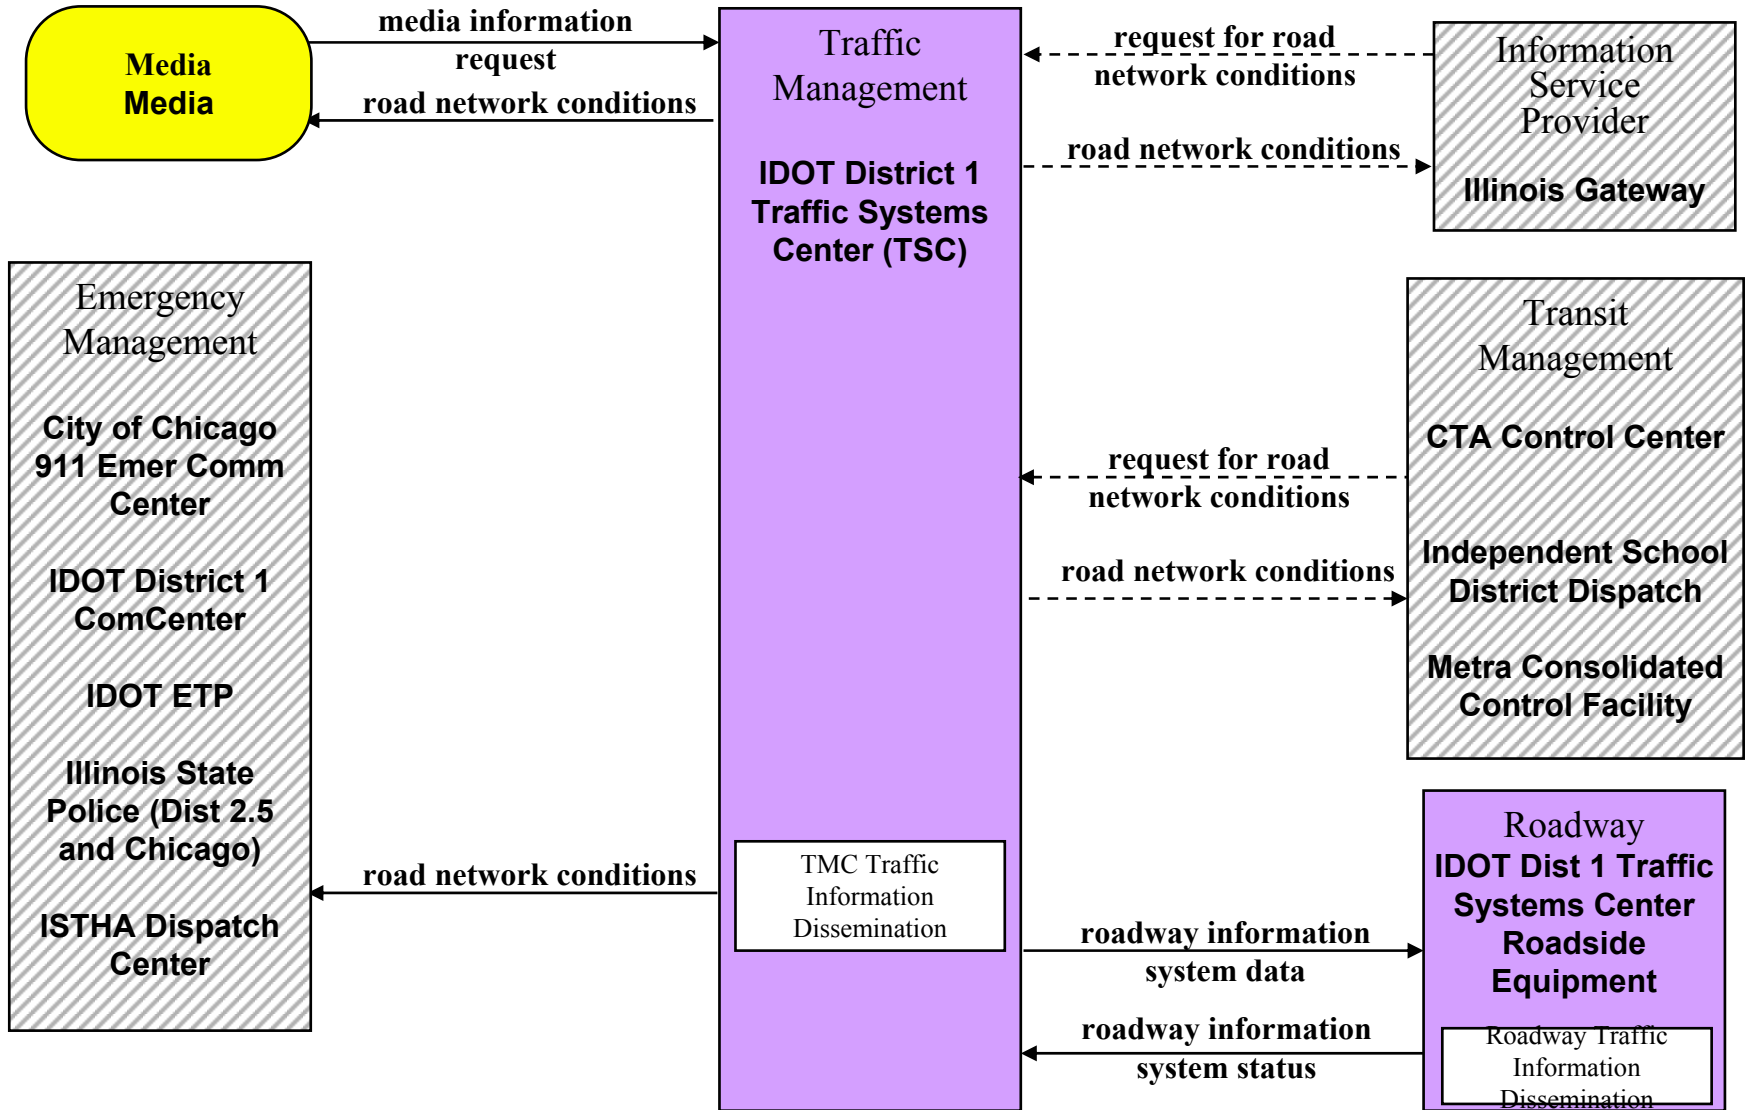 Media
Media
media information
request
road network conditions
Traffic
Management
IDOT District 1
Traffic Systems
Center (TSC)
request for road
network conditions
road network conditions
Information
Service
Provider
Illinois Gateway
Emergency
Management
City of Chicago
911 Emer Comm
Center
IDOT District 1
ComCenter
IDOT ETP
Illinois State
Police (Dist 2.5
and Chicago)
ISTHA Dispatch
Center
road network conditions
TMC Traffic
Information
Dissemination
request for road
network conditions
road network conditions
Transit
Management
CTA Control Center
Independent School
District Dispatch
Metra Consolidated
Control Facility
roadway information
system data
roadway information
system status
Roadway
IDOT Dist 1 Traffic
Systems Center
Roadside
Equipment
Roadway Traffic
Information
Dissemination